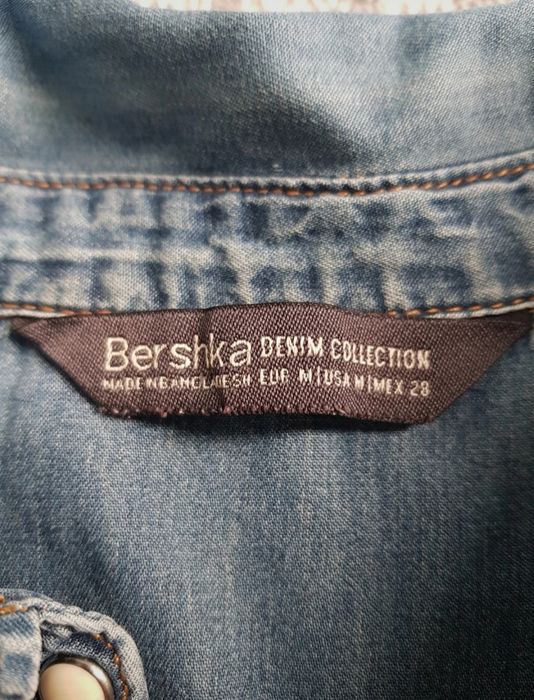 Bershka DENIM COLLECTION
MADE IN BANGLADESH EUR M | USA M | MEX 28